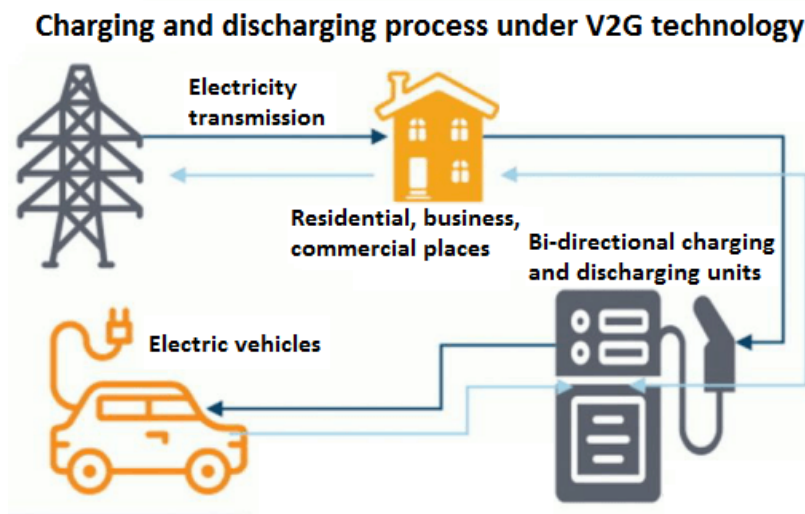 Charging and discharging process under V2G technology
Electricity
transmission
Residential, business,
commercial places
Bi-directional charging
and discharging units
Electric vehicles